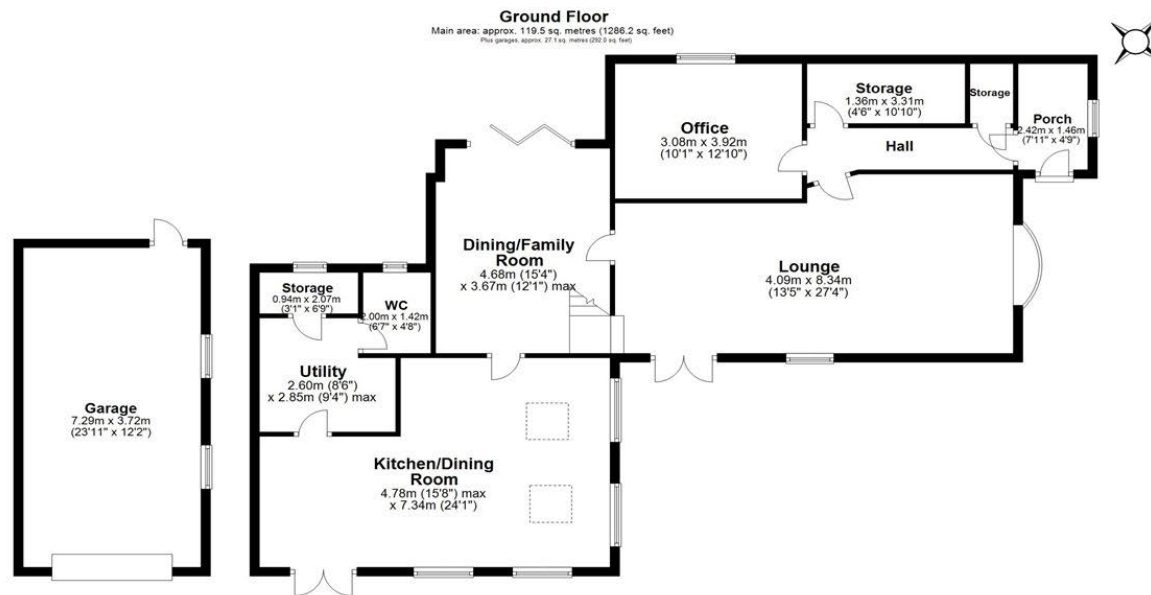 Ground Floor
Main area: approx. 119.5 sq. metres (1286.2 sq. feet)
Plus garages, approx. 27.1 sq. metres (292.0 sq. feet)
Storage
1.36m x 3.31m
(4'6" x 10'10")
Storage
Porch
2.42m x 1.46m
(7'11" x 4'9")
Office
3.08m x 3.92m
(10'1" x 12'10")
Hall
Dining/Family
Room
4.68m (15'4")
x 3.67m (12'1") max
Lounge
4.09m x 8.34m
(13'5" x 27'4")
Storage
0.94m x 2.07m
(3'1" x 6'9")
WC
2.00m x 1.42m
(6'7" x 4'8")
Utility
2.60m (8'6")
x 2.85m (9'4") max
Garage
7.29m x 3.72m
(23'11" x 12'2")
Kitchen/Dining
Room
4.78m (15'8") max
x 7.34m (24'1")